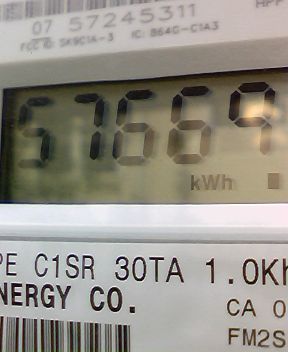 07 57245311
FCC ID: SK9C1A-3 IC: 864G-C1A3
57669
kWh
PE C1SR 30TA 1.0Kh
NERGY CO.
CA 0
FM2S